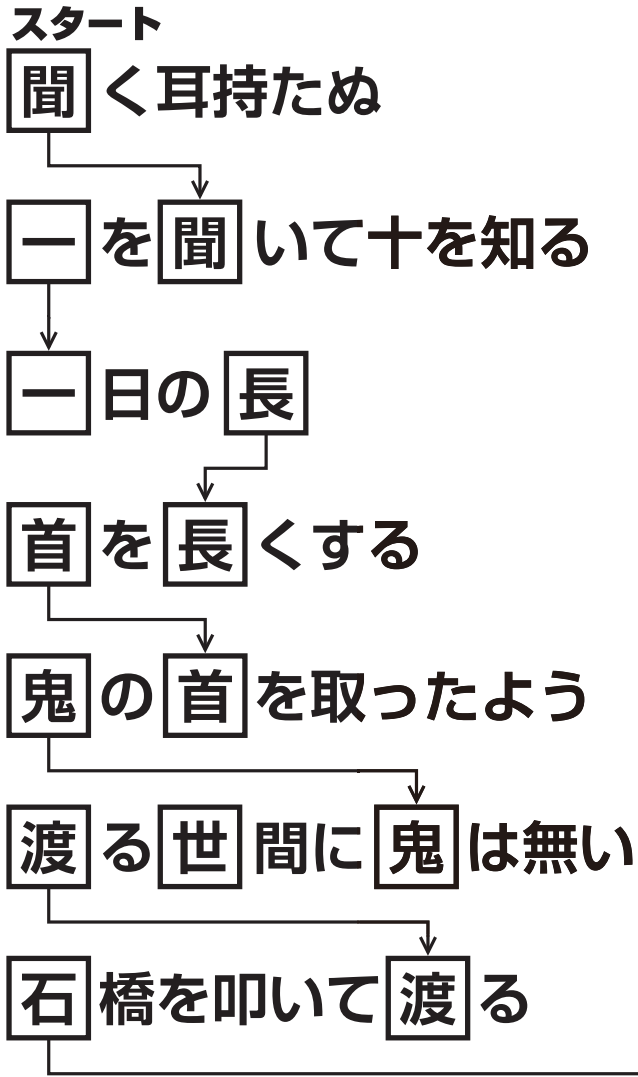 スタート
聞く耳持たぬ
一を聞いて十を知る
一日の長
首を長くする
鬼の首を取ったよう
渡る世間に鬼は無い
石橋を叩いて渡る